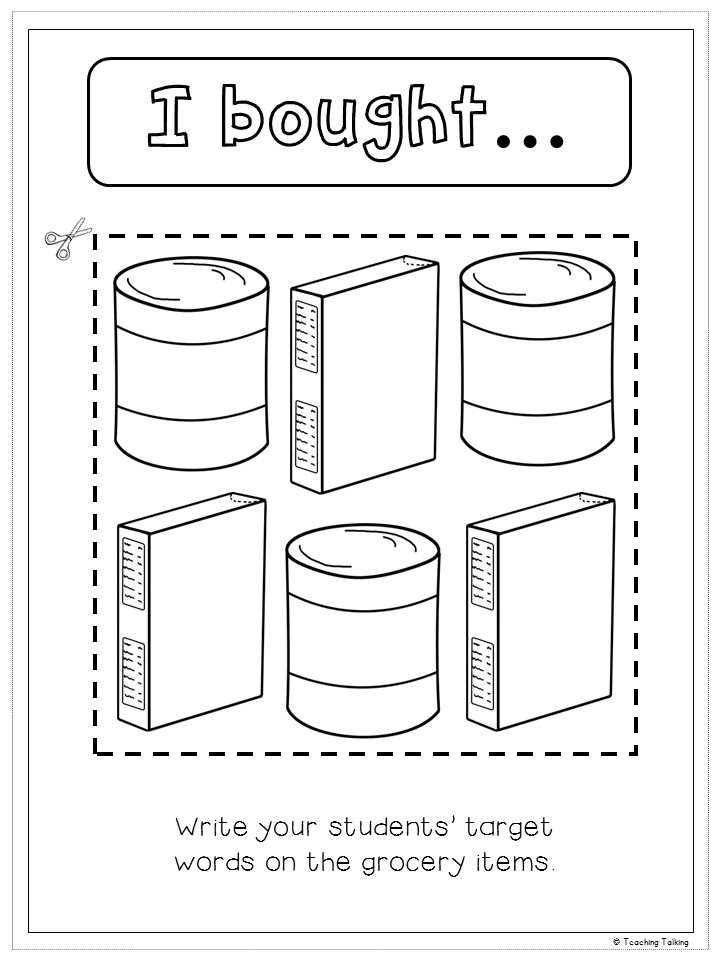 I bought...
Write your students' target
words on the grocery items.
© Teaching Talking